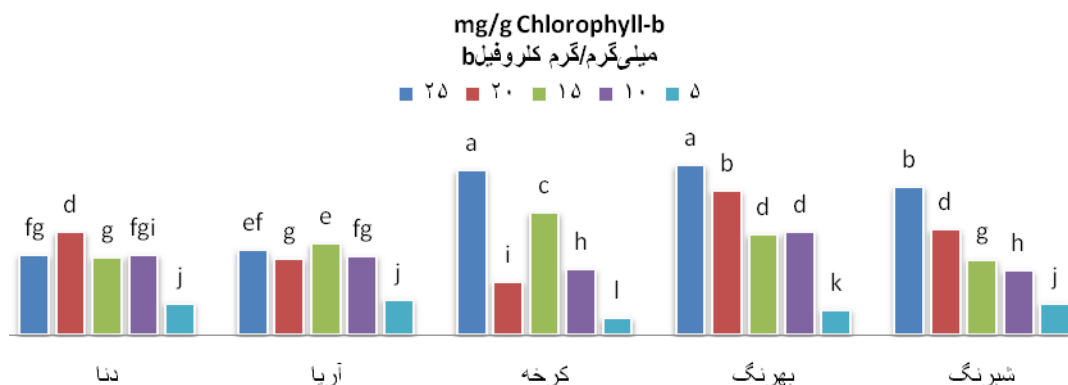 mg/g Chlorophyll-b
میلی‌گرم/گرم کلروفیلb
۲۵ ۲۰ ۱۵ ۱۰ ۵
fg d g fgi j
ef g e fg j
a i c h l
a b d d k
b d g h j
دنا آریا کرخه بهرنگ شبرنگ